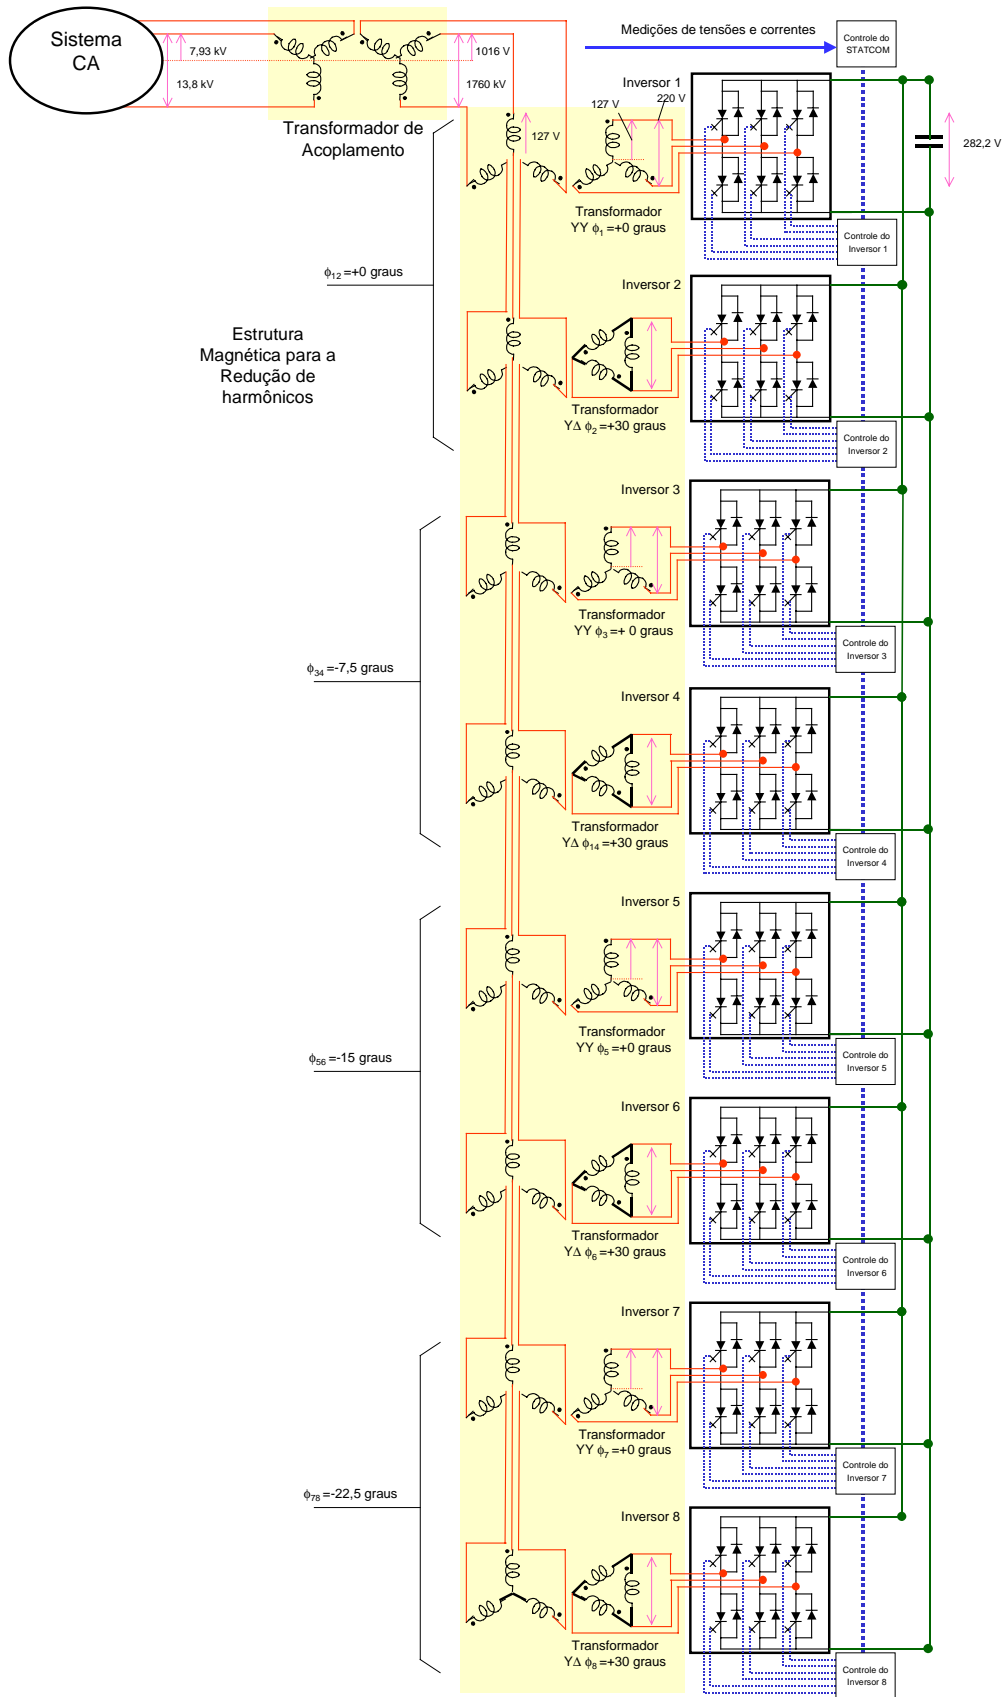 Sistema
CA
7,93 kV
13,8 kV
1016 V
1760 kV
Transformador de
Acoplamento
Medições de tensões e correntes
Controle do
STATCOM
Inversor 1
127 V
220 V
127 V
282,2 V
Transformador
YY ϕ₁ =+0 graus
Controle do
Inversor 1
ϕ₁₂ =+0 graus
Inversor 2
Estrutura
Magnética para a
Redução de
harmônicos
Transformador
YΔ ϕ₂ =+30 graus
Controle do
Inversor 2
Inversor 3
Transformador
YY ϕ₃ =+ 0 graus
Controle do
Inversor 3
ϕ₃₄ =-7,5 graus
Inversor 4
Transformador
YΔ ϕ₁₄ =+30 graus
Controle do
Inversor 4
Inversor 5
Transformador
YY ϕ₅ =+0 graus
Controle do
Inversor 5
ϕ₅₆ =-15 graus
Inversor 6
Transformador
YΔ ϕ₆ =+30 graus
Controle do
Inversor 6
Inversor 7
Transformador
YY ϕ₇ =+0 graus
Controle do
Inversor 7
ϕ₇₈ =-22,5 graus
Inversor 8
Transformador
YΔ ϕ₈ =+30 graus
Controle do
Inversor 8